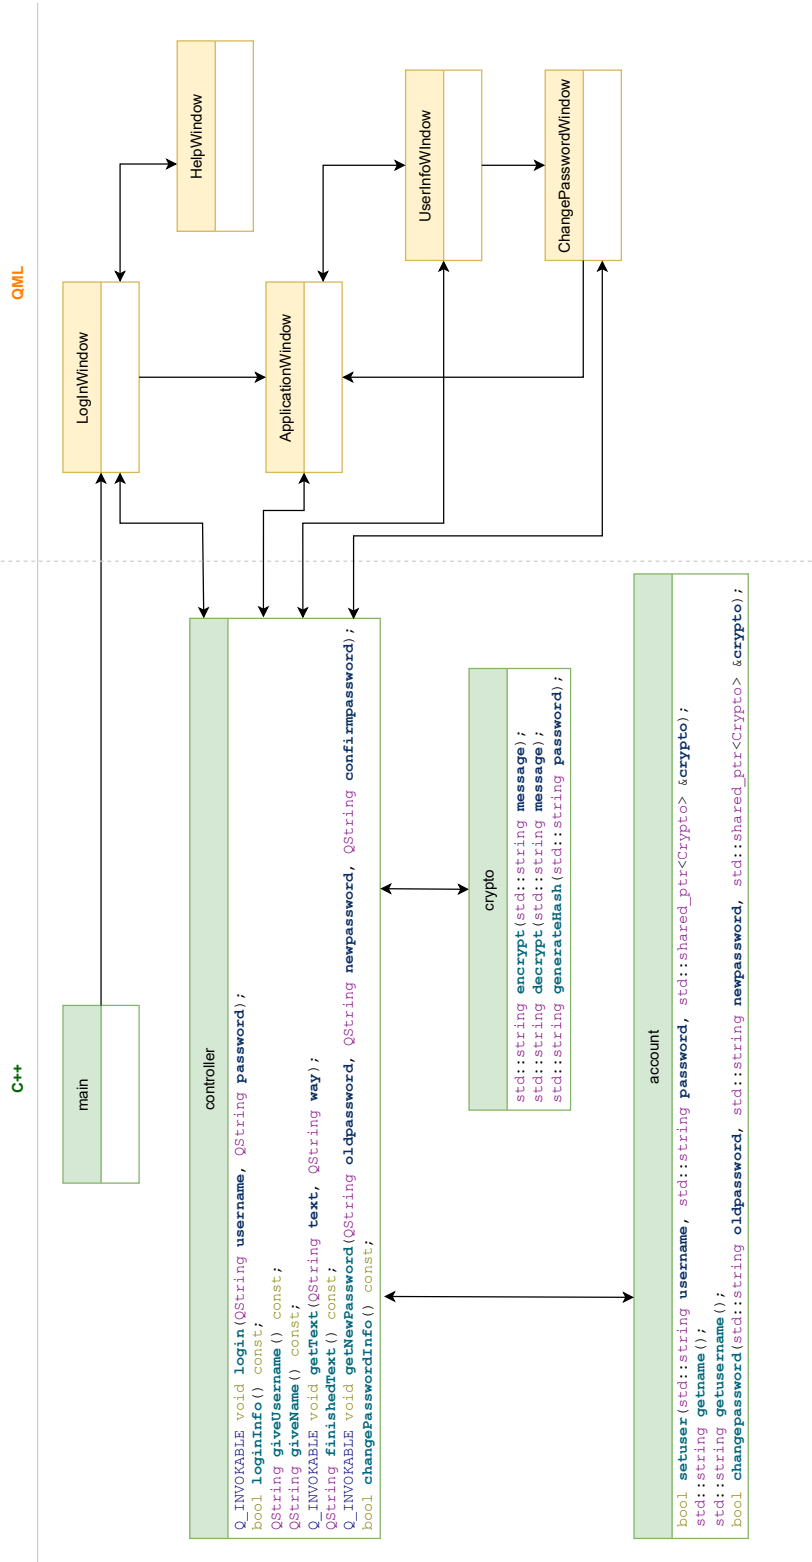 C++
QML
main
LogInWindow
HelpWindow
controller
Q_INVOKABLE void login(QString username, QString password);
bool loginInfo() const;
QString giveUsername() const;
QString giveName() const;
Q_INVOKABLE void getText(QString text, QString way);
QString finishedText() const;
Q_INVOKABLE void getNewPassword(QString oldpassword, QString newpassword, QString confirmpassword);
bool changePasswordInfo() const;
ApplicationWindow
UserInfoWIndow
crypto
std::string encrypt(std::string message);
std::string decrypt(std::string message);
std::string generateHash(std::string password);
ChangePasswordWindow
account
bool setuser(std::string username, std::string password, std::shared_ptr<Crypto> &crypto);
std::string getname();
std::string getusername();
bool changepassword(std::string oldpassword, std::string newpassword, std::shared_ptr<Crypto> &crypto);